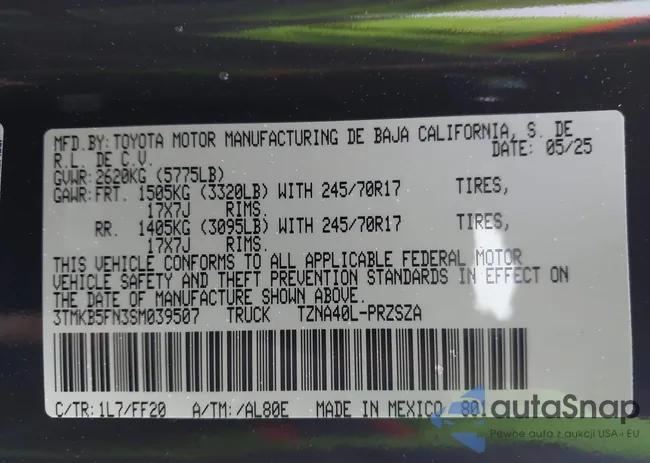 MFD.BY:TOYOTA MOTOR MANUFACTURING DE BAJA CALIFORNIA, S. DE
R.L. DE C.V. DATE: 05/25
GVWR:2620KG (5775LB)
GAWR:FRT. 1505KG (3320LB) WITH 245/70R17 TIRES,
17X7J RIMS.
RR. 1405KG (3095LB) WITH 245/70R17 TIRES,
17X7J RIMS.
THIS VEHICLE CONFORMS TO ALL APPLICABLE FEDERAL MOTOR
VEHICLE SAFETY AND THEFT PREVENTION STANDARDS IN EFFECT ON
THE DATE OF MANUFACTURE SHOWN ABOVE.
3TMKB5FN3SM039507 TRUCK TZNA40L-PRZSZA
C/TR:1L7/FF20 A/TM:/AL80E MADE IN MEXICO 801
autaSnap
Pewne auta z aukcji USA i EU